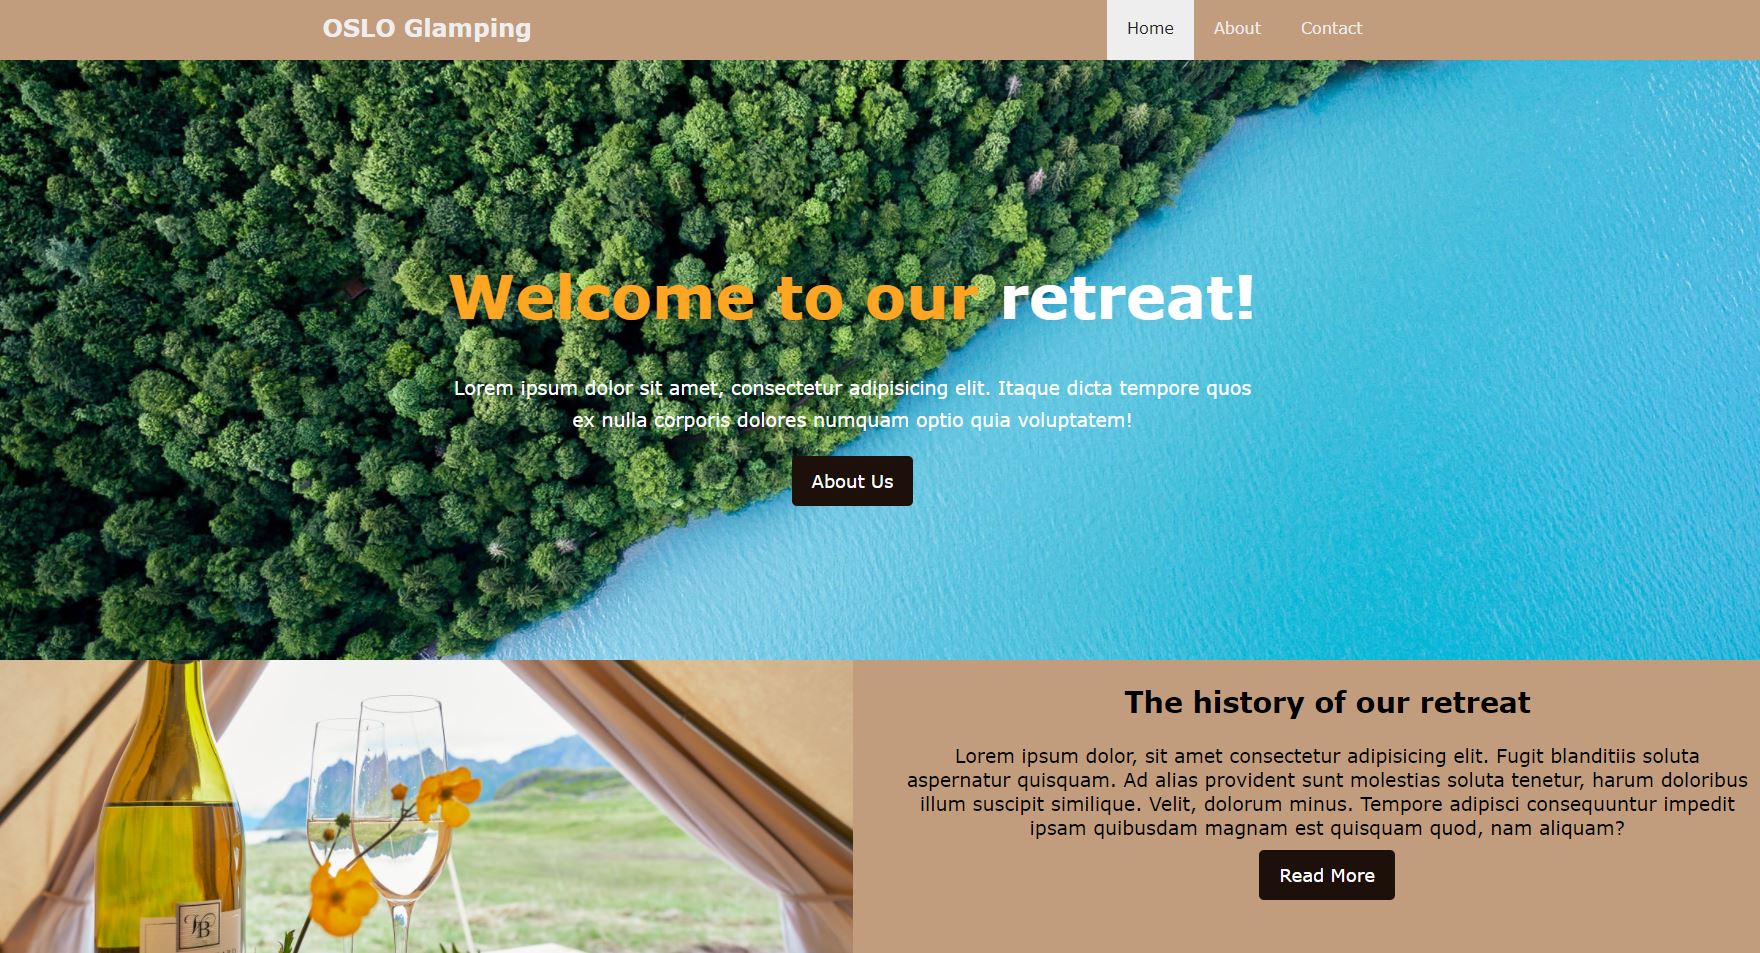 OSLO Glamping
Home
About
Contact
Welcome to our retreat!
Lorem ipsum dolor sit amet, consectetur adipisicing elit. Itaque dicta tempore quos
ex nulla corporis dolores numquam optio quia voluptatem!
About Us
The history of our retreat
Lorem ipsum dolor, sit amet consectetur adipisicing elit. Fugit blanditiis soluta
aspernatur quisquam. Ad alias provident sunt molestias soluta tenetur, harum doloribus
illum suscipit similique. Velit, dolorum minus. Tempore adipisci consequuntur impedit
ipsam quibusdam magnam est quisquam quod, nam aliquam?
Read More